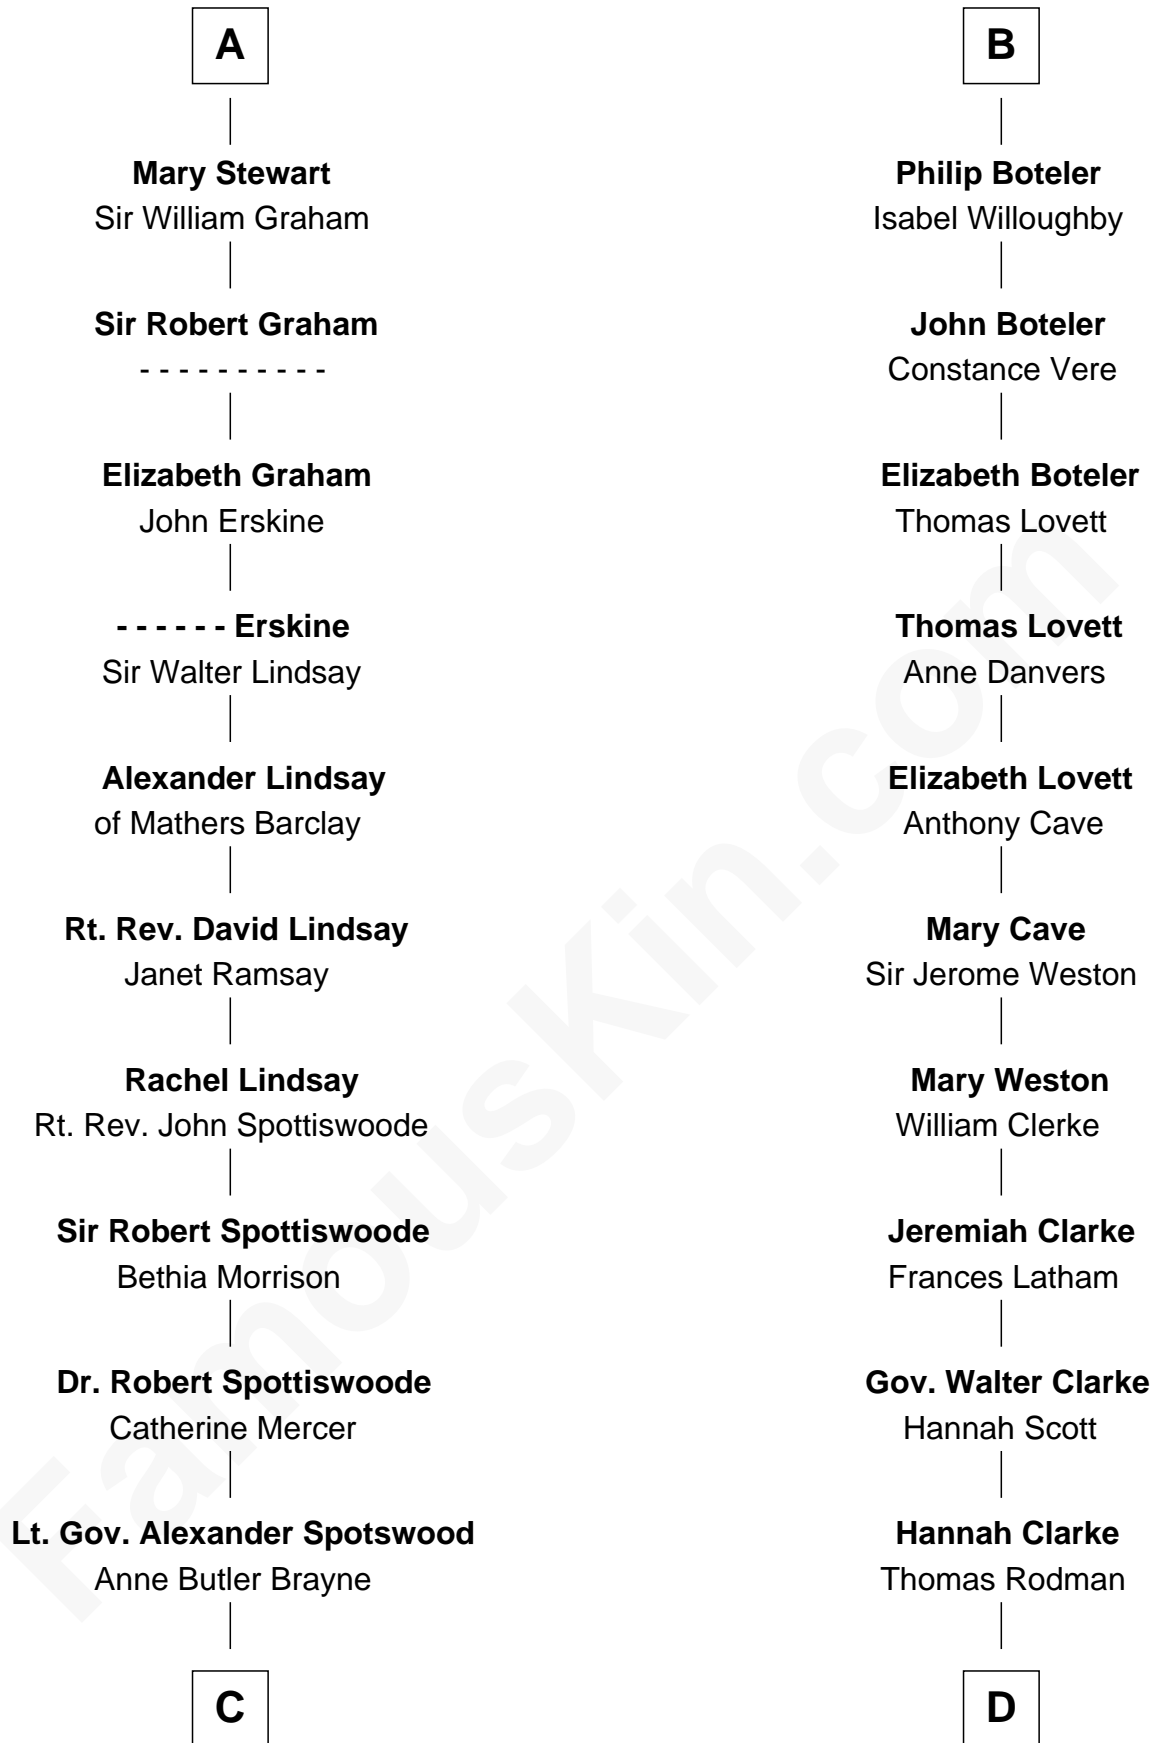 A
Mary Stewart
Sir William Graham
Sir Robert Graham
- - - - - - - - - -
Elizabeth Graham
John Erskine
- - - - - - Erskine
Sir Walter Lindsay
Alexander Lindsay
of Mathers Barclay
Rt. Rev. David Lindsay
Janet Ramsay
Rachel Lindsay
Rt. Rev. John Spottiswoode
Sir Robert Spottiswoode
Bethia Morrison
Dr. Robert Spottiswoode
Catherine Mercer
Lt. Gov. Alexander Spotswood
Anne Butler Brayne
C
B
Philip Boteler
Isabel Willoughby
John Boteler
Constance Vere
Elizabeth Boteler
Thomas Lovett
Thomas Lovett
Anne Danvers
Elizabeth Lovett
Anthony Cave
Mary Cave
Sir Jerome Weston
Mary Weston
William Clerke
Jeremiah Clarke
Frances Latham
Gov. Walter Clarke
Hannah Scott
Hannah Clarke
Thomas Rodman
D
FamousKin.com